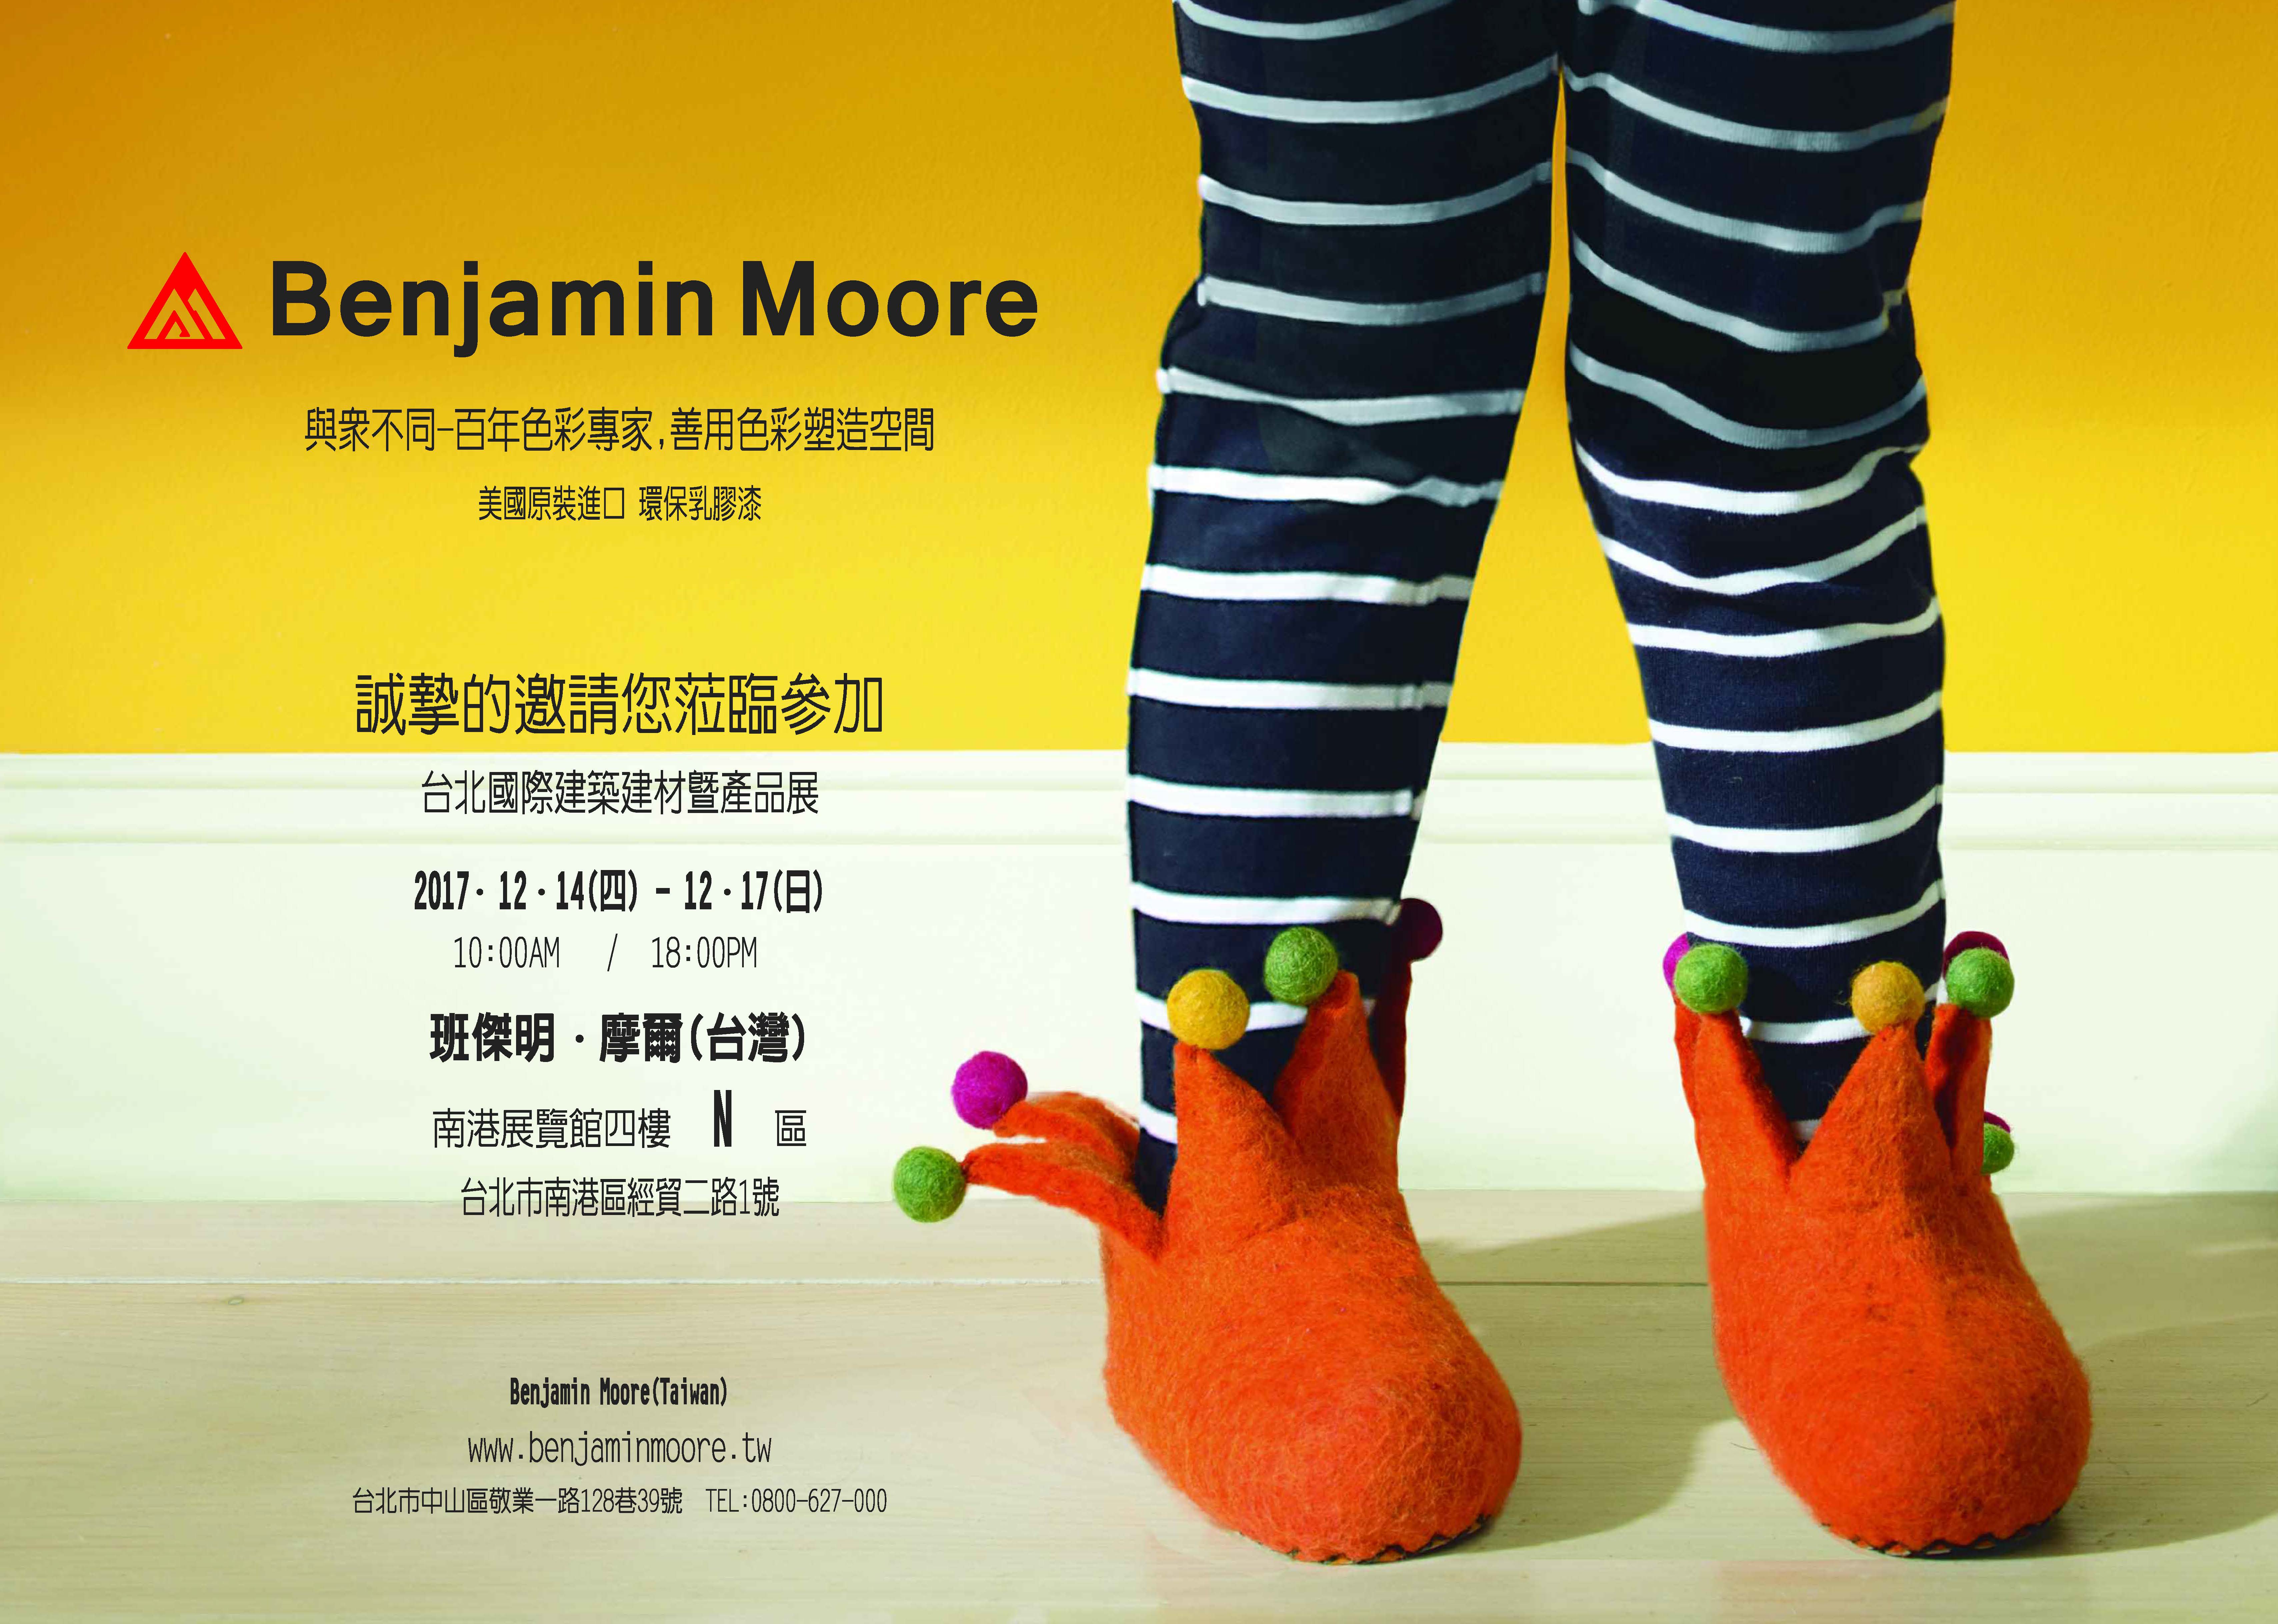 Benjamin Moore
與衆不同-百年色彩專家,善用色彩塑造空間
美國原裝進口 環保乳膠漆
誠摯的邀請您蒞臨參加
台北國際建築建材暨產品展
2017· 12 · 14(四) - 12 · 17(日)
10:00AM / 18:00PM
班傑明 · 摩爾(台灣)
南港展覽館四樓 N 區
台北市南港區經貿二路1號
Benjamin Moore(Taiwan)
www.benjaminmoore.tw
台北市中山區敬業一路128巷39號 TEL:0800-627-000